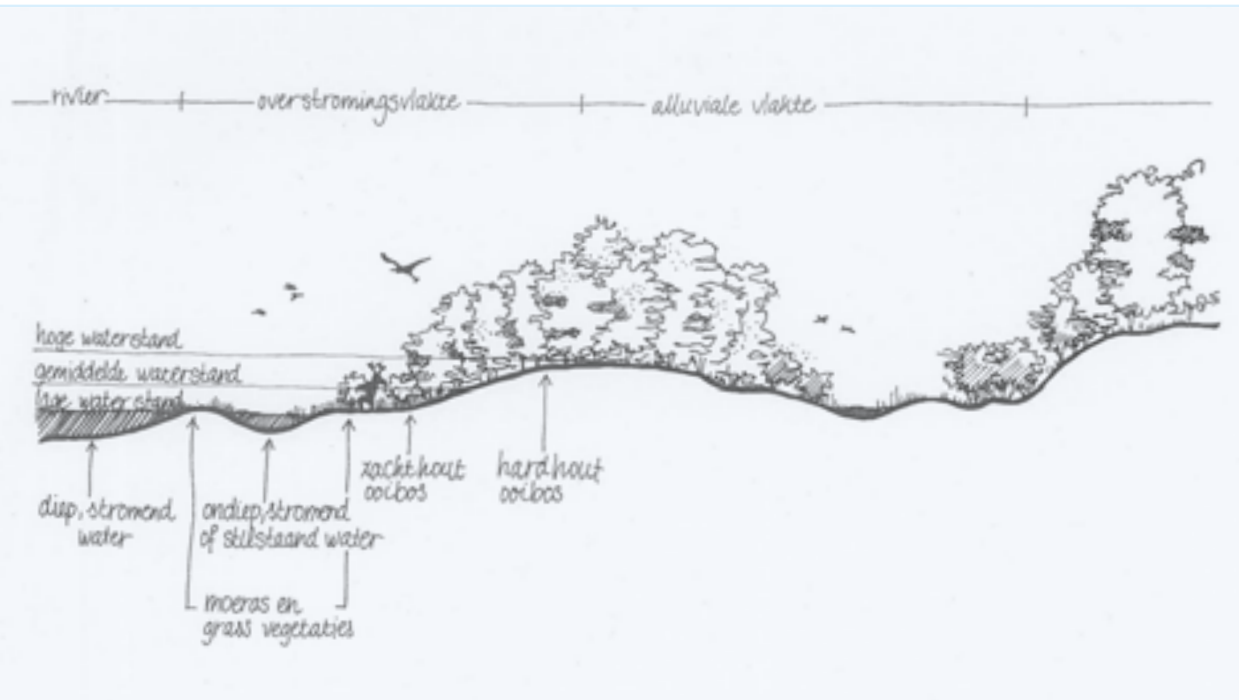 rivier
overstromingsvlakte
alluviale vlakte
hoge waterstand
gemiddelde waterstand
lage waterstand
zachthout
ooibos
hardhout
ooibos
diep, stromend
water
ondiep, stromend
of stilstaand water
moeras en
grass vegetaties